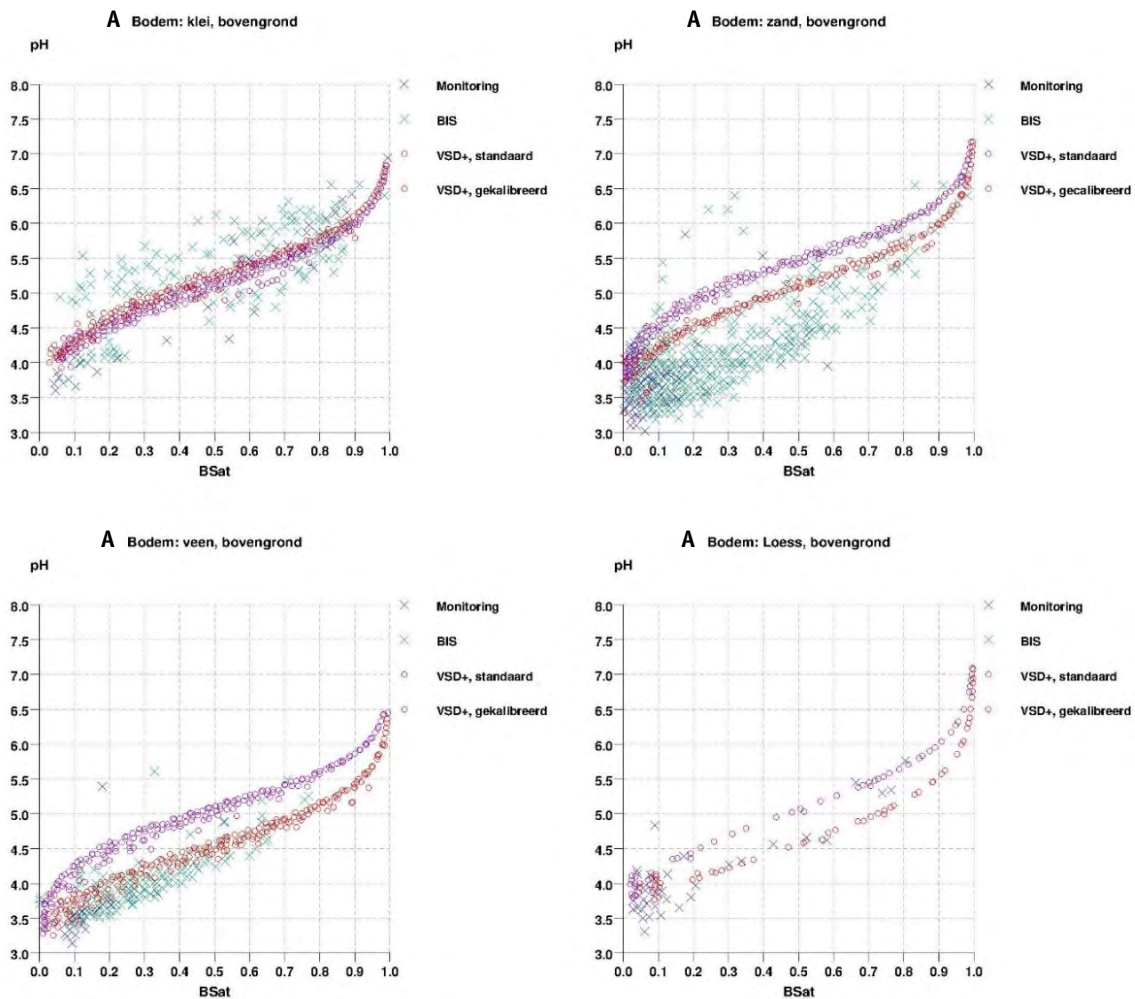 A Bodem: klei, bovengrond
pH
8.0
7.5
7.0
6.5
6.0
5.5
5.0
4.5
4.0
3.5
3.0
0.0 0.1 0.2 0.3 0.4 0.5 0.6 0.7 0.8 0.9 1.0
BSat
Monitoring
BIS
VSD+, standaard
VSD+, gekalibreerd
A Bodem: zand, bovengrond
pH
8.0
7.5
7.0
6.5
6.0
5.5
5.0
4.5
4.0
3.5
3.0
0.0 0.1 0.2 0.3 0.4 0.5 0.6 0.7 0.8 0.9 1.0
BSat
Monitoring
BIS
VSD+, standaard
VSD+, gecalibreerd
A Bodem: veen, bovengrond
pH
8.0
7.5
7.0
6.5
6.0
5.5
5.0
4.5
4.0
3.5
3.0
0.0 0.1 0.2 0.3 0.4 0.5 0.6 0.7 0.8 0.9 1.0
BSat
Monitoring
BIS
VSD+, standaard
VSD+, gekalibreerd
A Bodem: Loess, bovengrond
pH
8.0
7.5
7.0
6.5
6.0
5.5
5.0
4.5
4.0
3.5
3.0
0.0 0.1 0.2 0.3 0.4 0.5 0.6 0.7 0.8 0.9 1.0
BSat
Monitoring
BIS
VSD+, standaard
VSD+, gekalibreerd